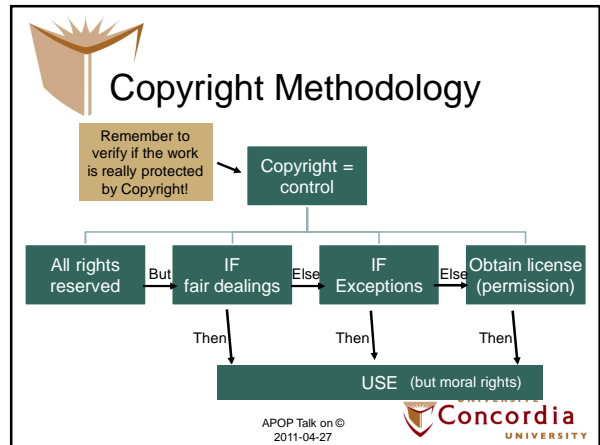 Copyright Methodology
Remember to
verify if the work
is really protected
by Copyright!
Copyright =
control
All rights
reserved
But
IF
fair dealings
Else
IF
Exceptions
Else
Obtain license
(permission)
Then
Then
Then
USE (but moral rights)
APOP Talk on ©
2011-04-27
UNIVERSITÉ
Concordia
UNIVERSITY